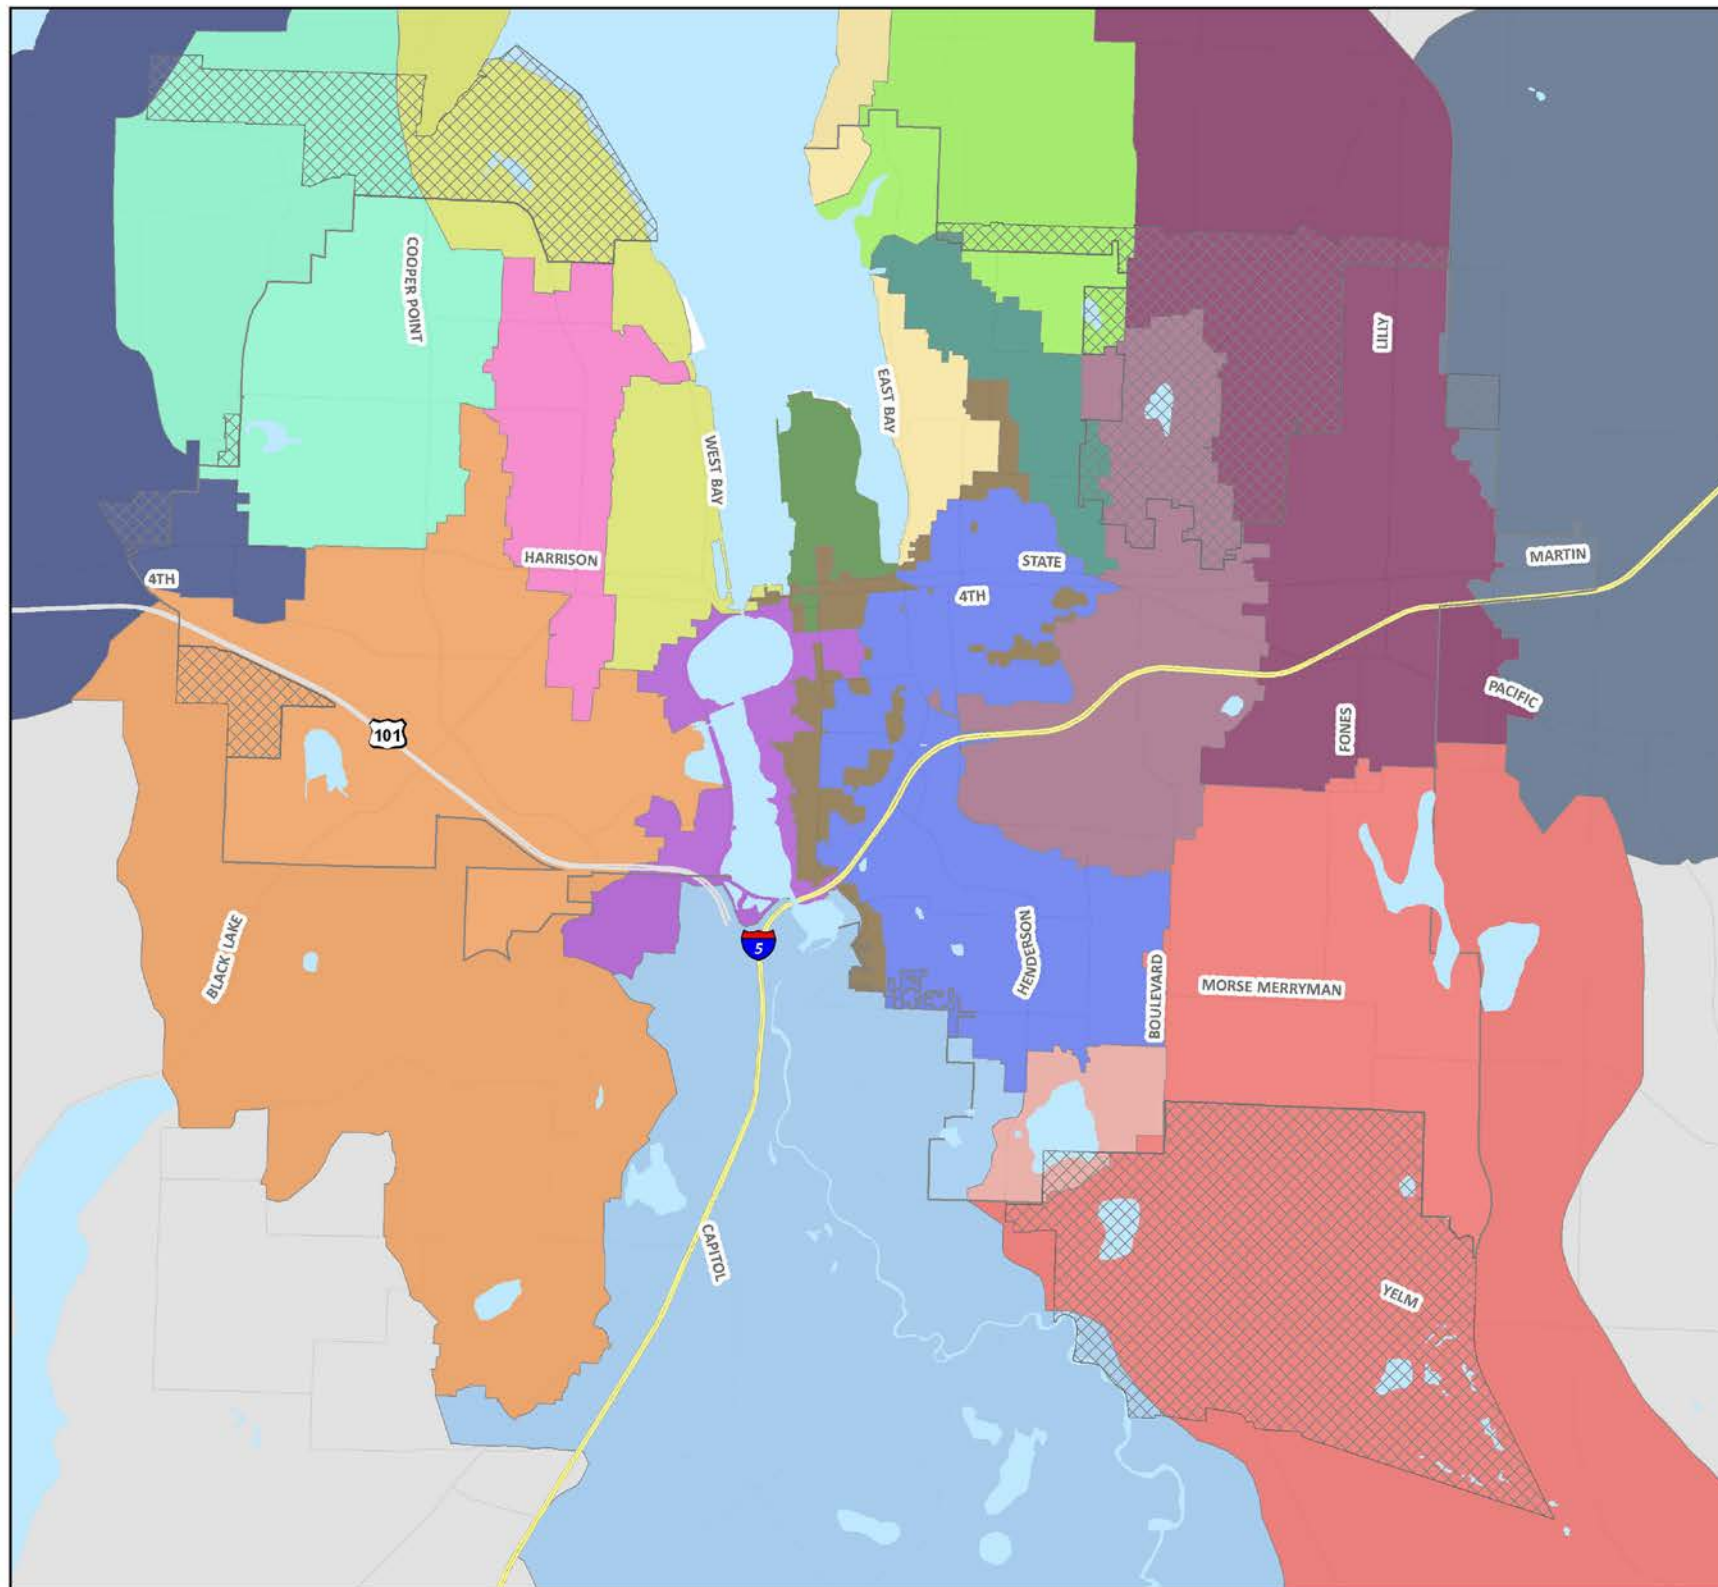 COOPER POINT
LILLY
EAST BAY
WEST BAY
HARRISON
STATE
MARTIN
4TH
4TH
PACIFIC
FONES
101
BLACK LAKE
5
HENDERSON
BOULEVARD
MORSE MERRYMAN
CAPITOL
YELM